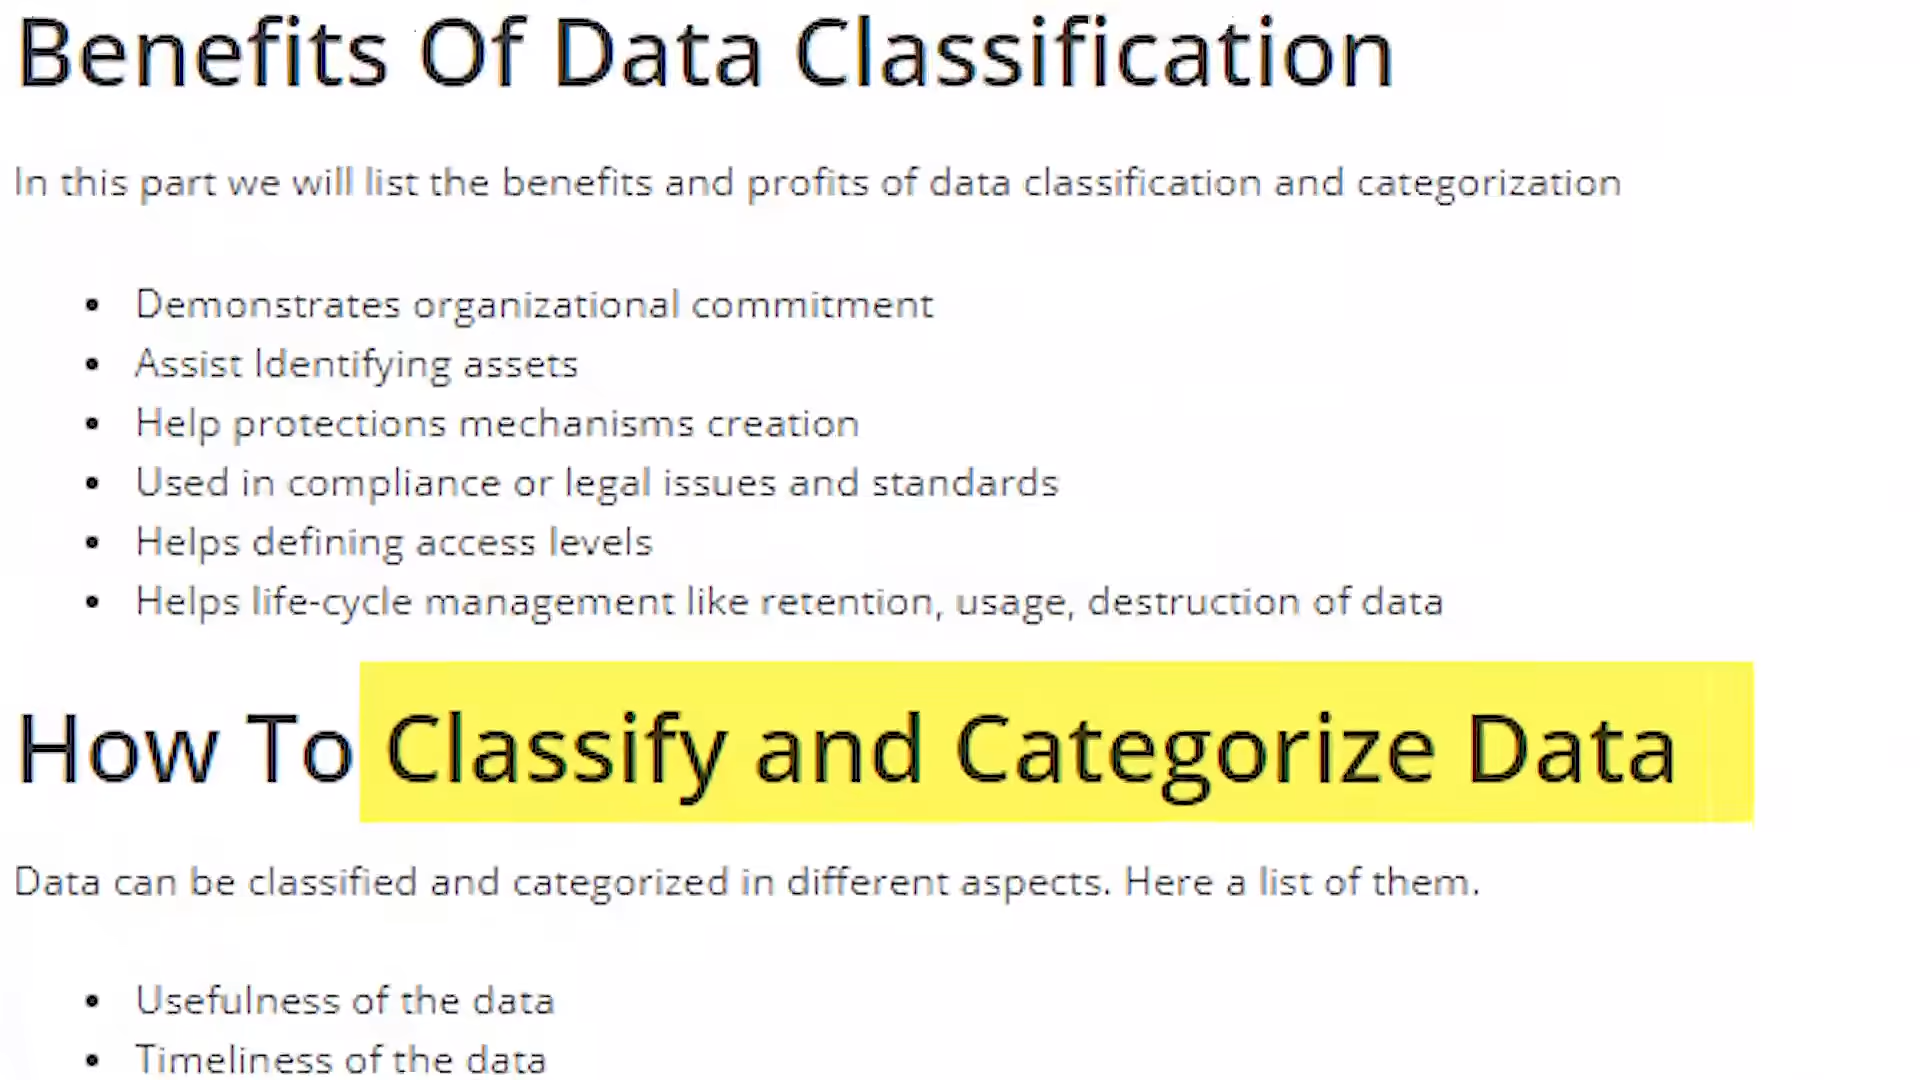 Benefits Of Data Classification
In this part we will list the benefits and profits of data classification and categorization
• Demonstrates organizational commitment
• Assist Identifying assets
• Help protections mechanisms creation
• Used in compliance or legal issues and standards
• Helps defining access levels
• Helps life-cycle management like retention, usage, destruction of data
How To Classify and Categorize Data
Data can be classified and categorized in different aspects. Here a list of them.
• Usefulness of the data
• Timeliness of the data